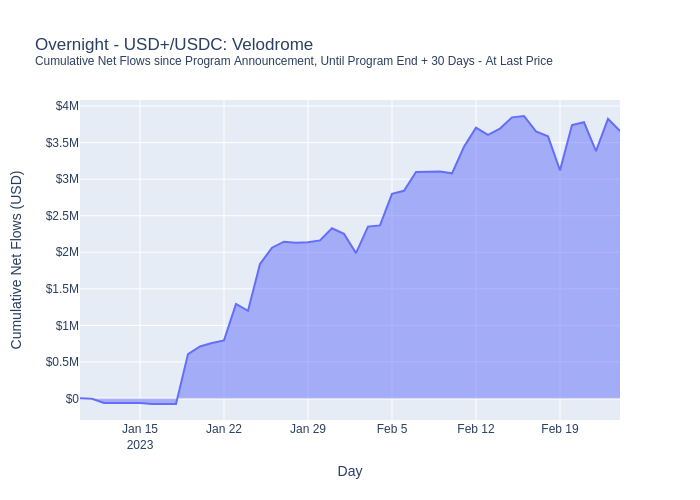 Overnight - USD+/USDC: Velodrome
Cumulative Net Flows since Program Announcement, Until Program End + 30 Days - At Last Price
Cumulative Net Flows (USD)
$4M
$3.5M
$3M
$2.5M
$2M
$1.5M
$1M
$0.5M
$0
Jan 15
2023
Jan 22
Jan 29
Feb 5
Feb 12
Feb 19
Day